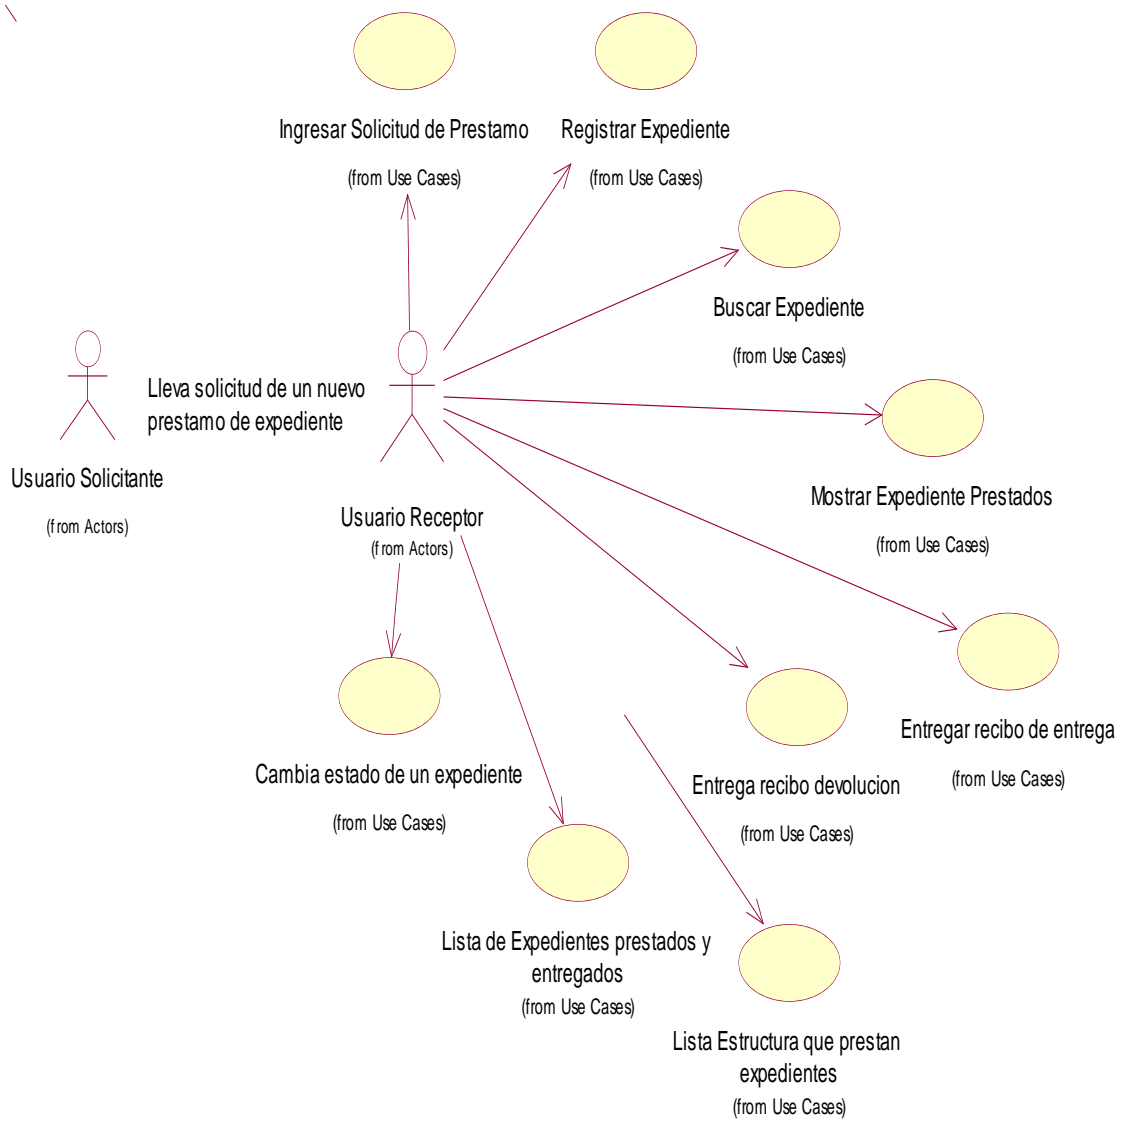 Ingresar Solicitud de Prestamo
(from Use Cases)
Registrar Expediente
(from Use Cases)
Buscar Expediente
(from Use Cases)
Lleva solicitud de un nuevo
prestamo de expediente
Usuario Solicitante
(from Actors)
Usuario Receptor
(from Actors)
Mostrar Expediente Prestados
(from Use Cases)
Entregar recibo de entrega
(from Use Cases)
Cambia estado de un expediente
(from Use Cases)
Entrega recibo devolucion
(from Use Cases)
Lista de Expedientes prestados y
entregados
(from Use Cases)
Lista Estructura que prestan
expedientes
(from Use Cases)